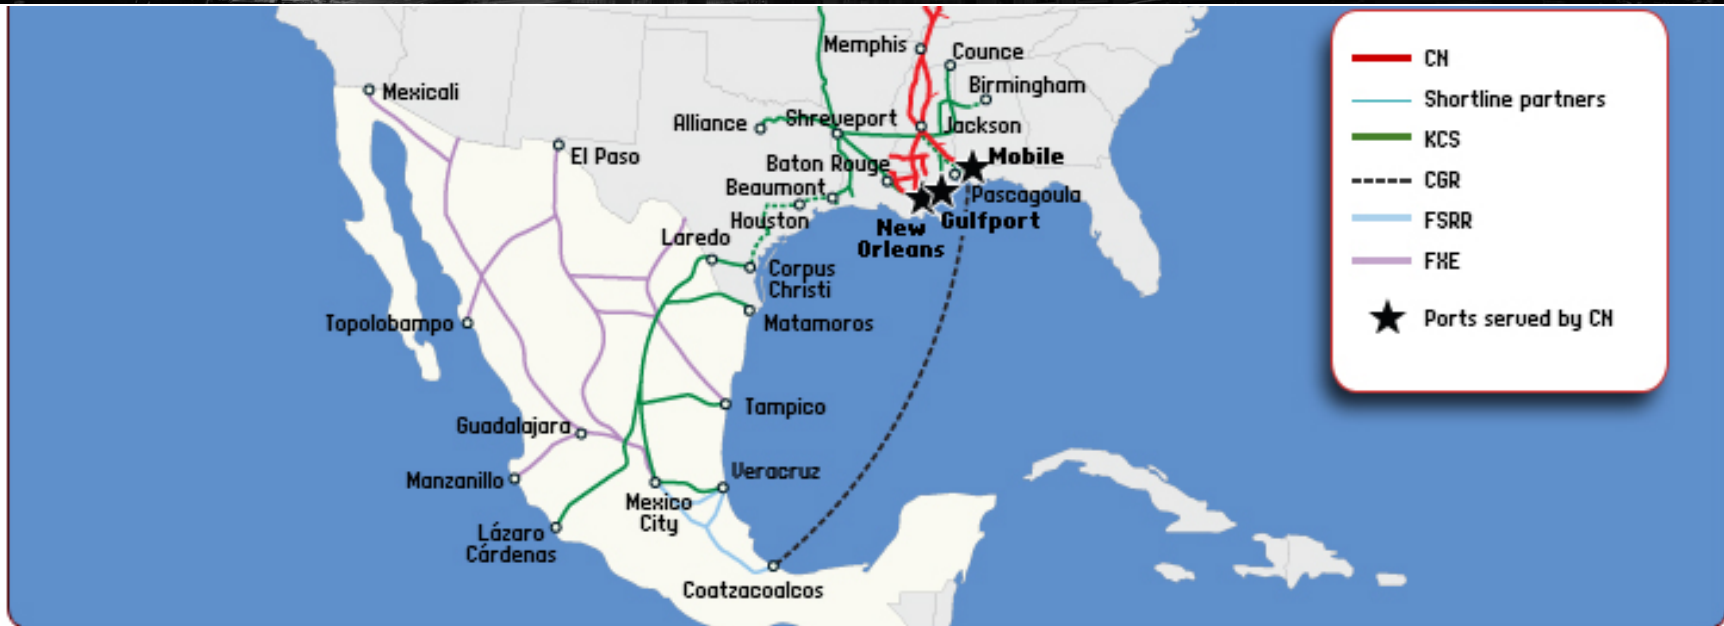 Memphis
Counce
Birmingham
Mexicali
Alliance
Shreveport
Jackson
El Paso
Baton Rouge
Mobile
Beaumont
Pascagoula
Houston
New
Orleans
Gulfport
Laredo
Corpus
Christi
Topolobampo
Matamoros
Tampico
Guadalajara
Manzanillo
Veracruz
Mexico
City
Lázaro
Cárdenas
Coatzacoalcos
CN
Shortline partners
KCS
CGR
FSRR
FXE
Ports served by CN